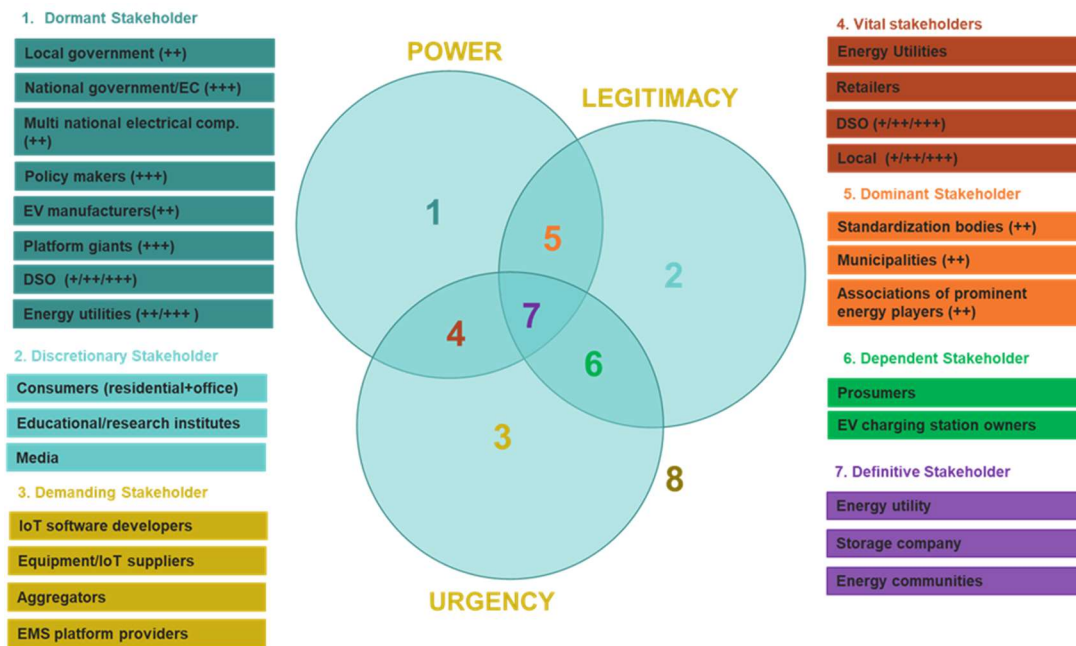 1. Dormant Stakeholder
Local government (++)
National government/EC (+++)
Multi national electrical comp.
(++)
Policy makers (+++)
EV manufacturers(++)
Platform giants (+++)
DSO (+/++/+++)
Energy utilities (++/+++ )
2. Discretionary Stakeholder
Consumers (residential+office)
Educational/research institutes
Media
3. Demanding Stakeholder
IoT software developers
Equipment/IoT suppliers
Aggregators
EMS platform providers
POWER
LEGITIMACY
1
5
2
7
4
6
3
8
URGENCY
4. Vital stakeholders
Energy Utilities
Retailers
DSO (+/++/+++)
Local (+/++/+++)
5. Dominant Stakeholder
Standardization bodies (++)
Municipalities (++)
Associations of prominent
energy players (++)
6. Dependent Stakeholder
Prosumers
EV charging station owners
7. Definitive Stakeholder
Energy utility
Storage company
Energy communities